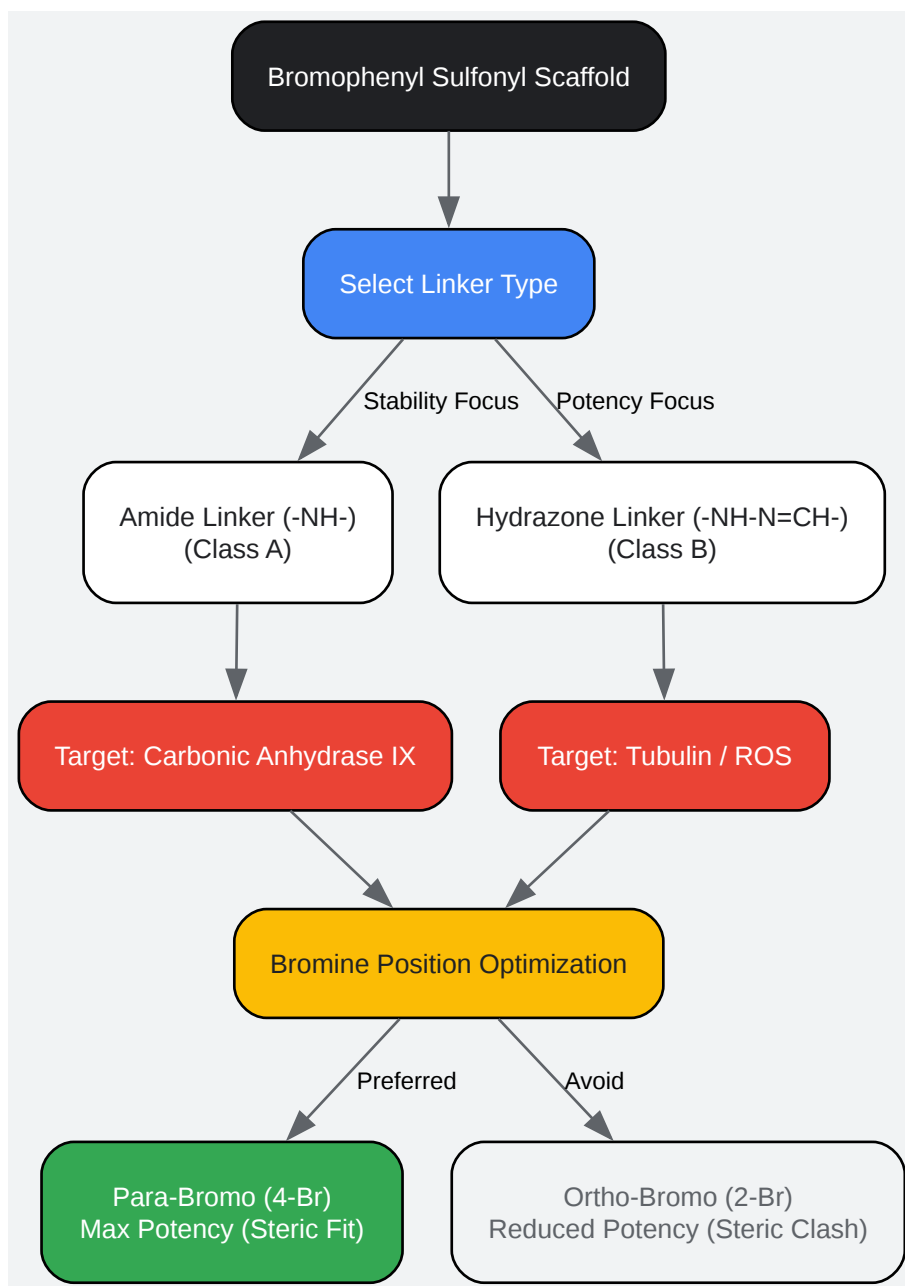 Bromophenyl Sulfonyl Scaffold
Select Linker Type
Stability Focus
Potency Focus
Amide Linker (-NH-)
(Class A)
Hydrazone Linker (-NH-N=CH-)
(Class B)
Target: Carbonic Anhydrase IX
Target: Tubulin / ROS
Bromine Position Optimization
Preferred
Avoid
Para-Bromo (4-Br)
Max Potency (Steric Fit)
Ortho-Bromo (2-Br)
Reduced Potency (Steric Clash)